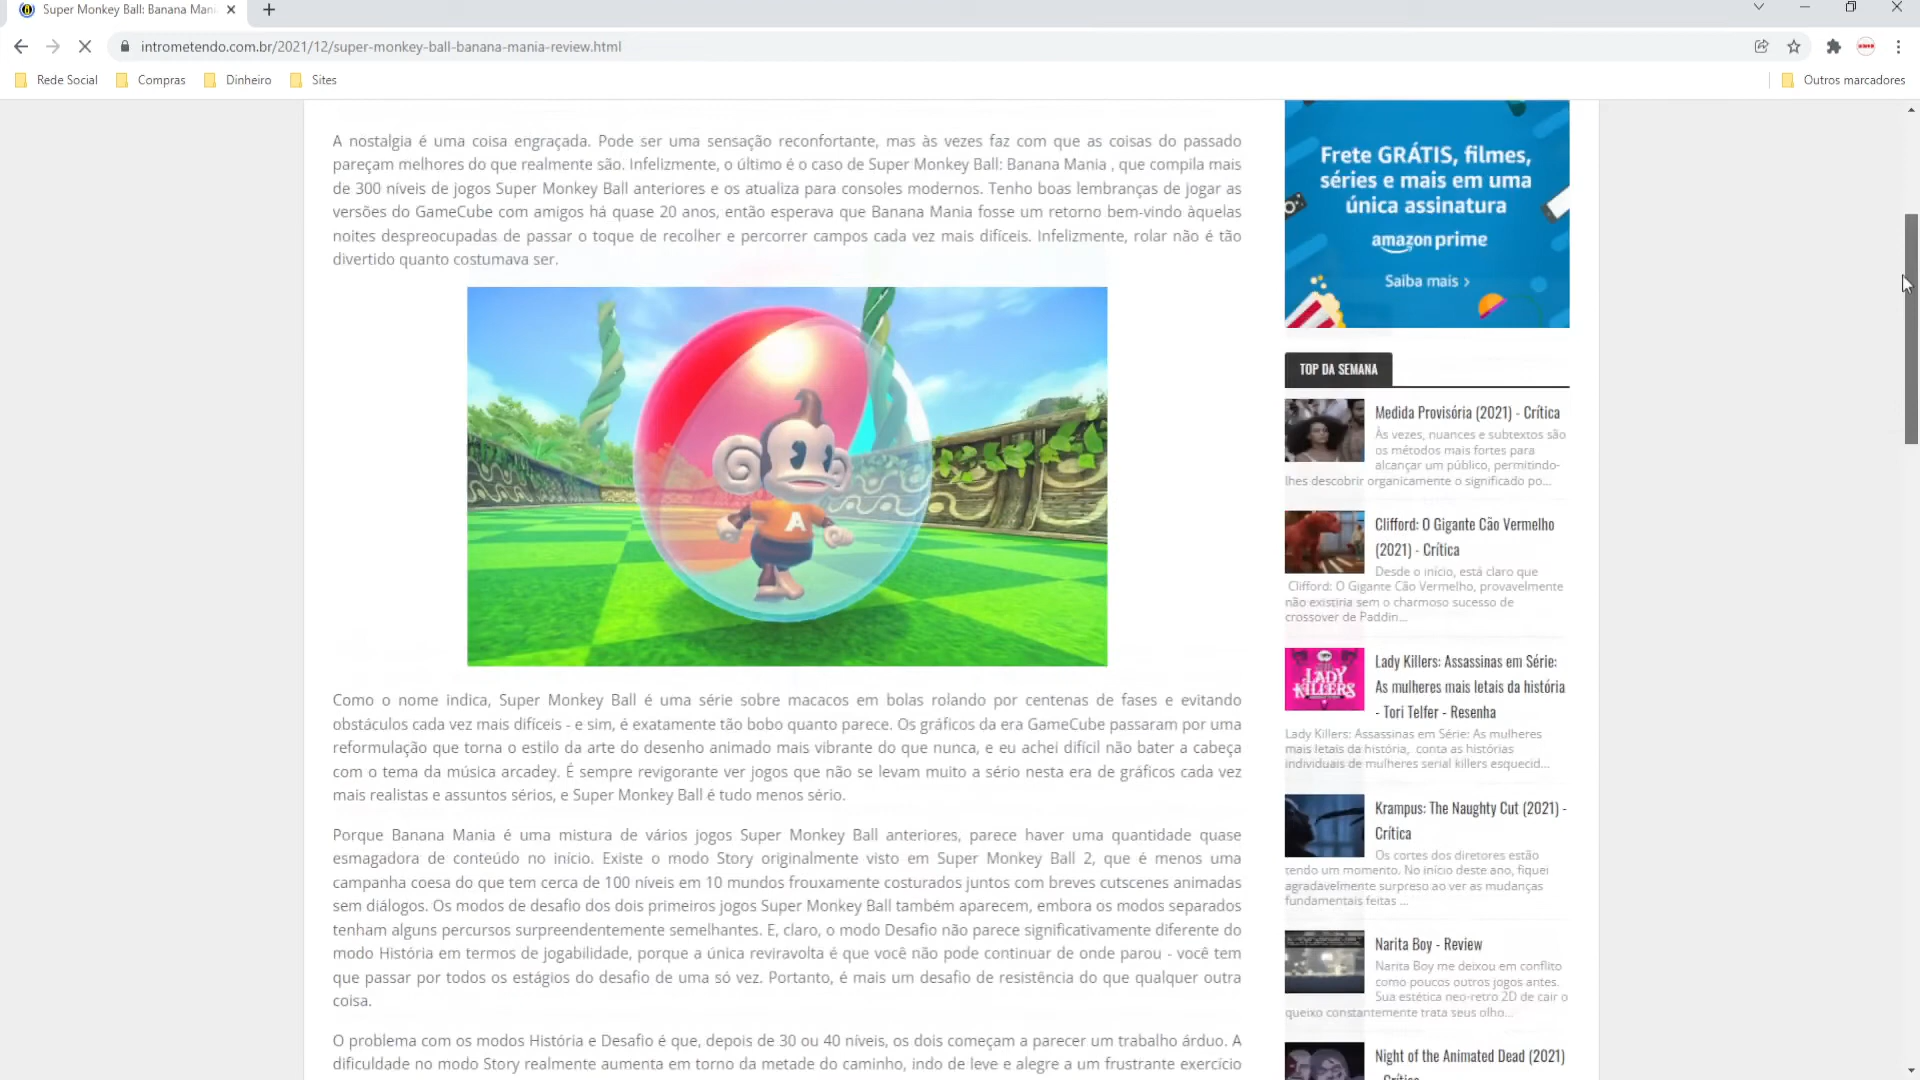 Super Monkey Ball: Banana Man
intrometendo.com.br/2021/12/super-monkey-ball-banana-mania-review.html
Rede Social
Compras
Dinheiro
Sites
Outros marcadores
A nostalgia é uma coisa engraçada. Pode ser uma sensação reconfortante, mas às vezes faz com que as coisas do passado
pareçam melhores do que realmente são. Infelizmente, o último é o caso de Super Monkey Ball: Banana Mania , que compila mais
de 300 níveis de jogos Super Monkey Ball anteriores e os atualiza para consoles modernos. Tenho boas lembranças de jogar as
versões do GameCube com amigos há quase 20 anos, então esperava que Banana Mania fosse um retorno bem-vindo àquelas
noites despreocupadas de passar o toque de recolher e percorrer campos cada vez mais difíceis. Infelizmente, rolar não é tão
divertido quanto costumava ser.
A
Como o nome indica, Super Monkey Ball é uma série sobre macacos em bolas rolando por centenas de fases e evitando
obstáculos cada vez mais difíceis - e sim, é exatamente tão bobo quanto parece. Os gráficos da era GameCube passaram por uma
reformulação que torna o estilo da arte do desenho animado mais vibrante do que nunca, e eu achei difícil não bater a cabeça
com o tema da música arcadey. É sempre revigorante ver jogos que não se levam muito a sério nesta era de gráficos cada vez
mais realistas e assuntos sérios, e Super Monkey Ball é tudo menos sério.
Porque Banana Mania é uma mistura de vários jogos Super Monkey Ball anteriores, parece haver uma quantidade quase
esmagadora de conteúdo no início. Existe o modo Story originalmente visto em Super Monkey Ball 2, que é menos uma
campanha coesa do que tem cerca de 100 níveis em 10 mundos frouxamente costurados juntos com breves cutscenes animadas
sem diálogos. Os modos de desafio dos dois primeiros jogos Super Monkey Ball também aparecem, embora os modos separados
tenham alguns percursos surpreendentemente semelhantes. E, claro, o modo Desafio não parece significativamente diferente do
modo História em termos de jogabilidade, porque a única reviravolta é que você não pode continuar de onde parou - você tem
que passar por todos os estágios do desafio de uma só vez. Portanto, é mais um desafio de resistência do que qualquer outra
coisa.
O problema com os modos História e Desafio é que, depois de 30 ou 40 níveis, os dois começam a parecer um trabalho árduo. A
dificuldade no modo Story realmente aumenta em torno da metade do caminho, indo de leve e alegre a um frustrante exercício
Frete GRÁTIS, filmes,
séries e mais em uma
única assinatura
amazon prime
Saiba mais >
TOP DA SEMANA
Medida Provisória (2021) - Crítica
Às vezes, nuances e subtextos são
os métodos mais fortes para
alcançar um público, permitindo-
lhes descobrir organicamente o significado po...
Clifford: O Gigante Cão Vermelho
(2021) - Crítica
Desde o início, está claro que
Clifford: O Gigante Cão Vermelho, provavelmente
não existiria sem o charmoso sucesso de
crossover de Paddin...
LADY
KILLERS
Lady Killers: Assassinas em Série:
As mulheres mais letais da história
- Tori Telfer - Resenha
Lady Killers: Assassinas em Série: As mulheres
mais letais da história, conta as histórias
individuais de mulheres serial killers esquecid...
Krampus: The Naughty Cut (2021) -
Crítica
Os cortes dos diretores estão
tendo um momento. No início deste ano, fiquei
agradavelmente surpreso ao ver as mudanças
fundamentais feitas ...
Narita Boy - Review
Narita Boy me deixou em conflito
como poucos outros jogos antes.
Sua estética neo-retro 2D de cair o
queixo constantemente trata seus olho...
Night of the Animated Dead (2021)
- Crítica